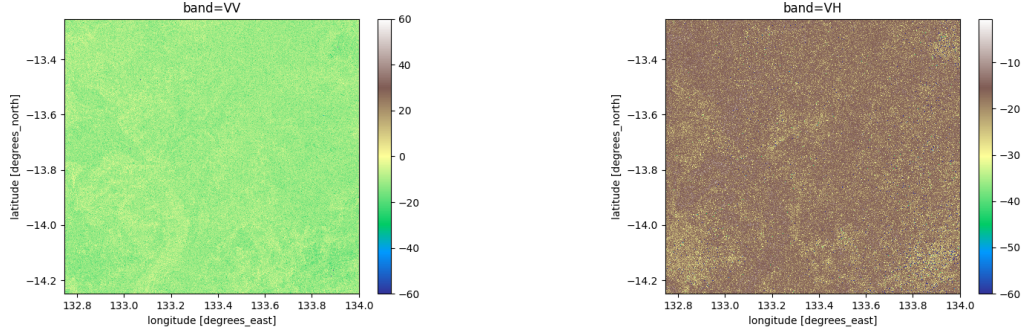 band=VV
60
40
20
0
−20
−40
−60
−13.4
−13.6
−13.8
−14.0
−14.2
132.8 133.0 133.2 133.4 133.6 133.8 134.0
longitude [degrees_east]
latitude [degrees_north]
band=VH
−10
−20
−30
−40
−50
−60
−13.4
−13.6
−13.8
−14.0
−14.2
132.8 133.0 133.2 133.4 133.6 133.8 134.0
longitude [degrees_east]
latitude [degrees_north]